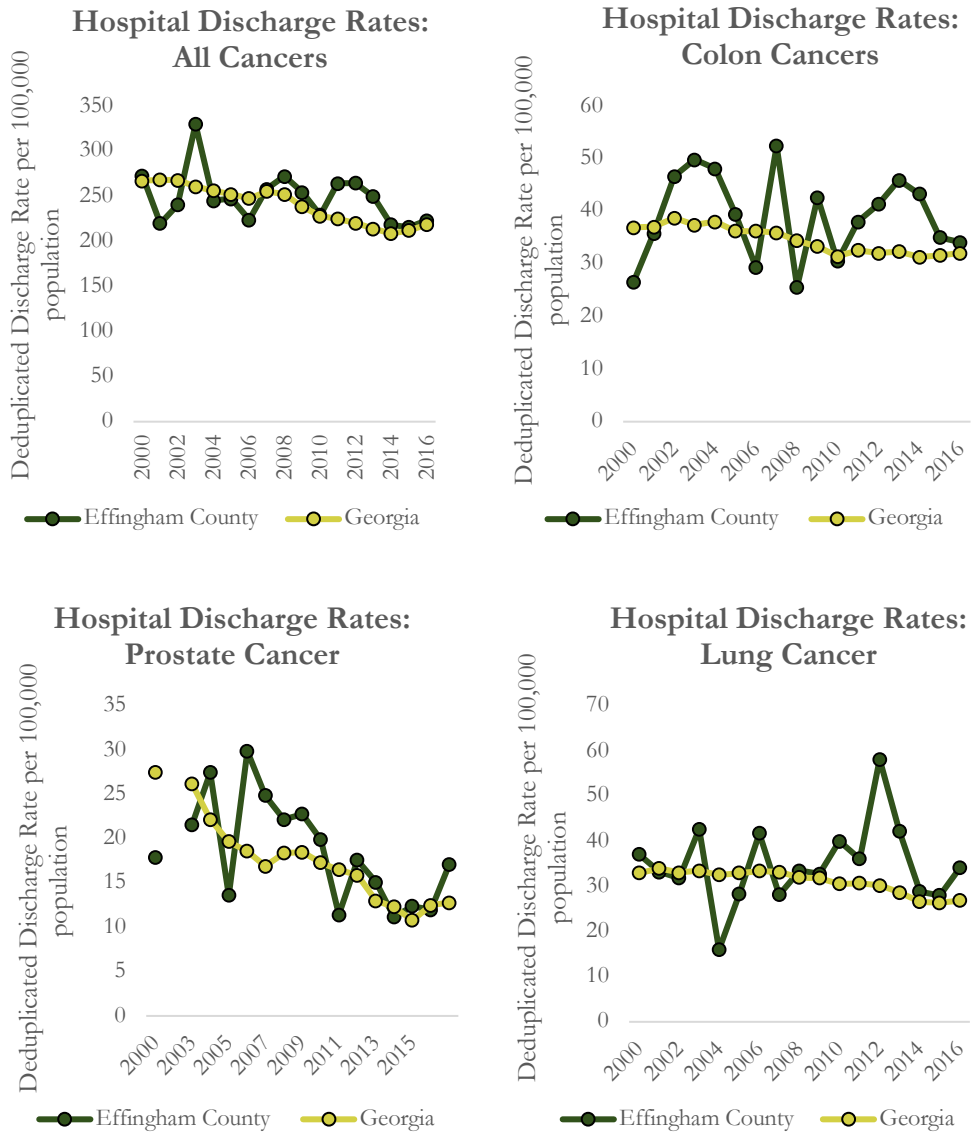 Hospital Discharge Rates:
All Cancers
Deduplicated Discharge Rate per 100,000
population
350
300
250
200
150
100
50
0
2000
2002
2004
2006
2008
2010
2012
2014
2016
Effingham County
Georgia
Hospital Discharge Rates:
Colon Cancers
Deduplicated Discharge Rate per 100,000
population
60
50
40
30
20
10
0
2000
2002
2004
2006
2008
2010
2012
2014
2016
Effingham County
Georgia
Hospital Discharge Rates:
Prostate Cancer
Deduplicated Discharge Rate per 100,000
population
35
30
25
20
15
10
5
0
2000
2003
2005
2007
2009
2011
2013
2015
Effingham County
Georgia
Hospital Discharge Rates:
Lung Cancer
Deduplicated Discharge Rate per 100,000
population
70
60
50
40
30
20
10
0
2000
2002
2004
2006
2008
2010
2012
2014
2016
Effingham County
Georgia